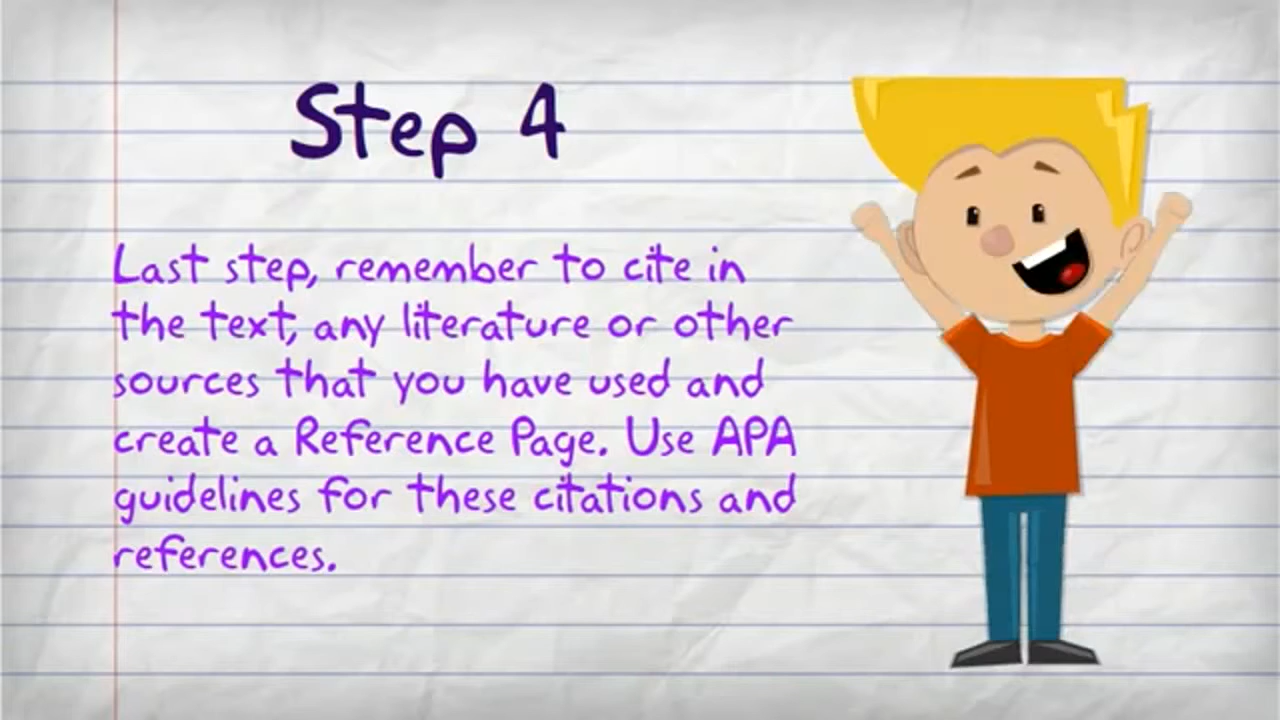 Step 4
Last step, remember to cite in
the text, any literature or other
sources that you have used and
create a Reference Page. Use APA
guidelines for these citations and
references.